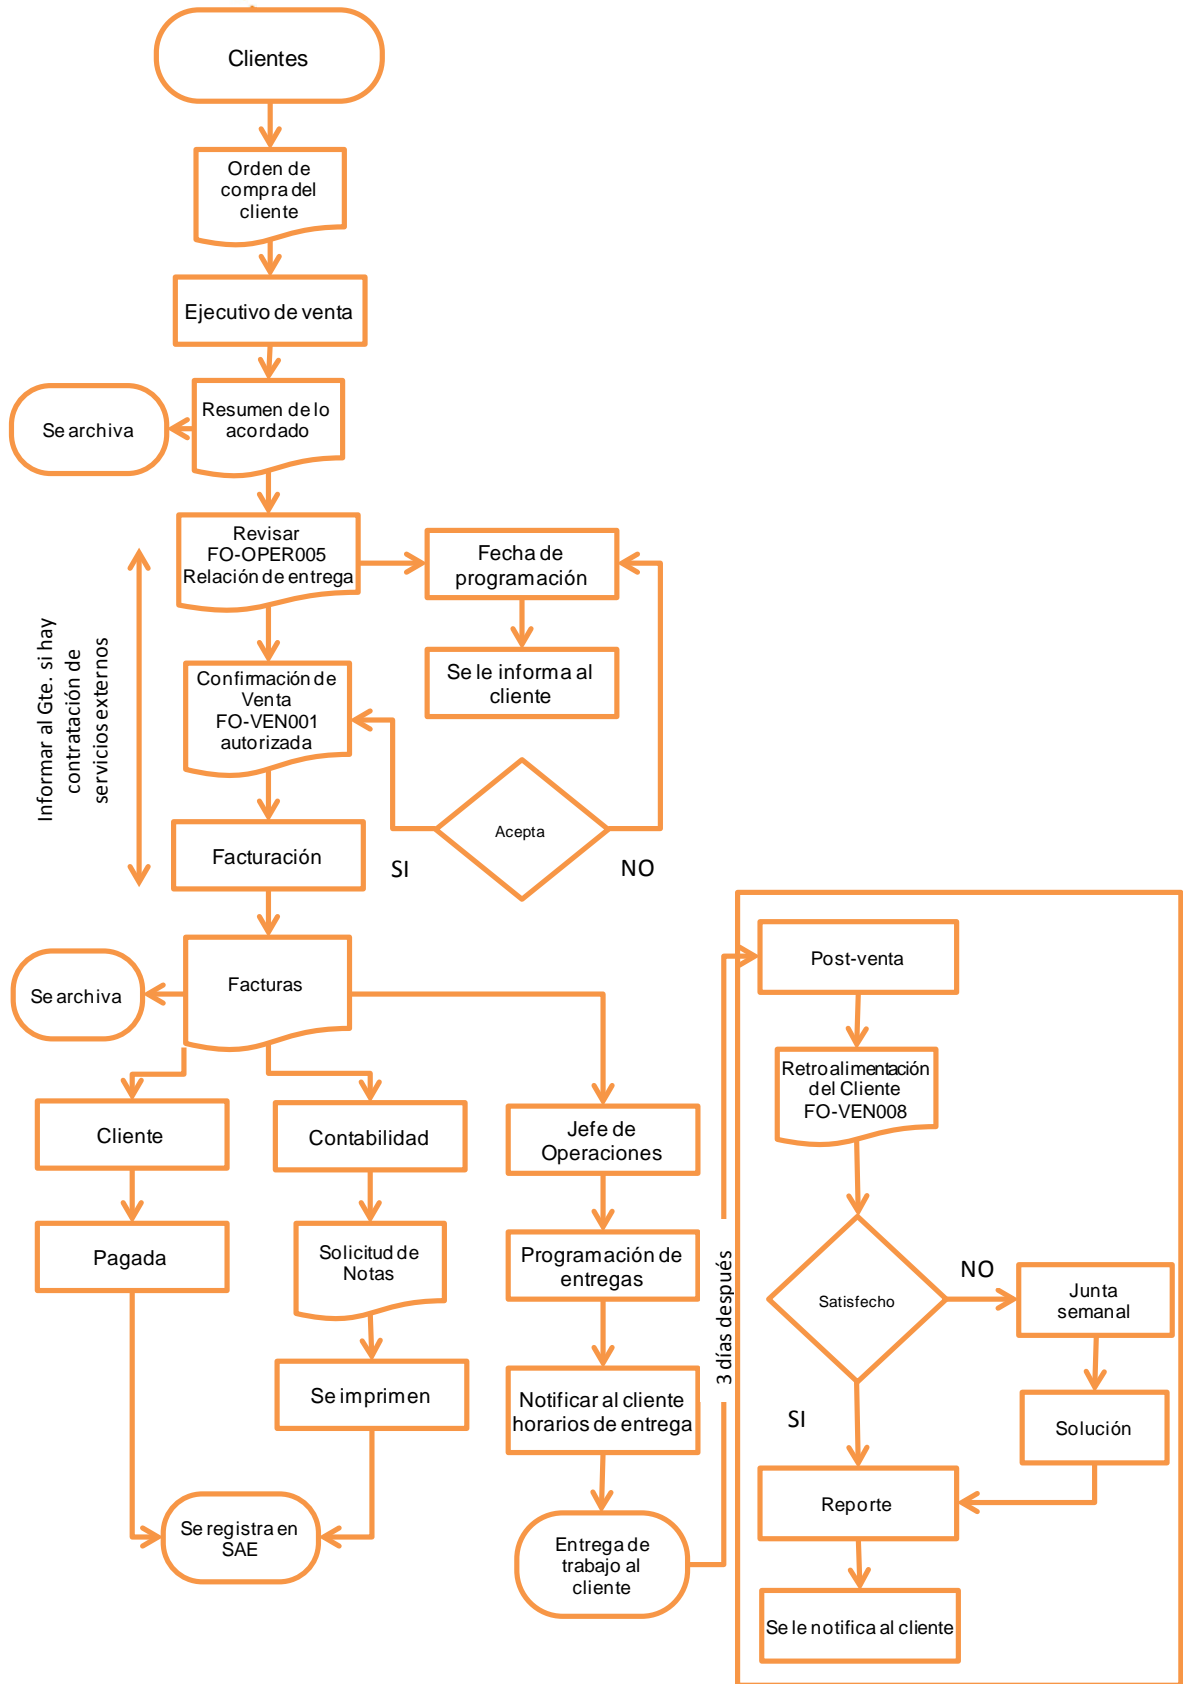 Clientes
Orden de
compra del
cliente
Ejecutivo de venta
Resumen de lo
acordado
Se archiva
Revisar
FO-OPER005
Relación de entrega
Fecha de
programación
Se le informa al
cliente
Informar al Gte. si hay
contratación de
servicios externos
Confirmación de
Venta
FO-VEN001
autorizada
Acepta
SI
NO
Facturación
Facturas
Se archiva
Cliente
Contabilidad
Jefe de
Operaciones
Pagada
Solicitud de
Notas
Programación de
entregas
Se imprimen
Notificar al cliente
horarios de entrega
Se registra en
SAE
Entrega de
trabajo al
cliente
3 días después
Post-venta
Retroalimentación
del Cliente
FO-VEN008
Satisfecho
NO
Junta
semanal
SI
Solución
Reporte
Se le notifica al cliente